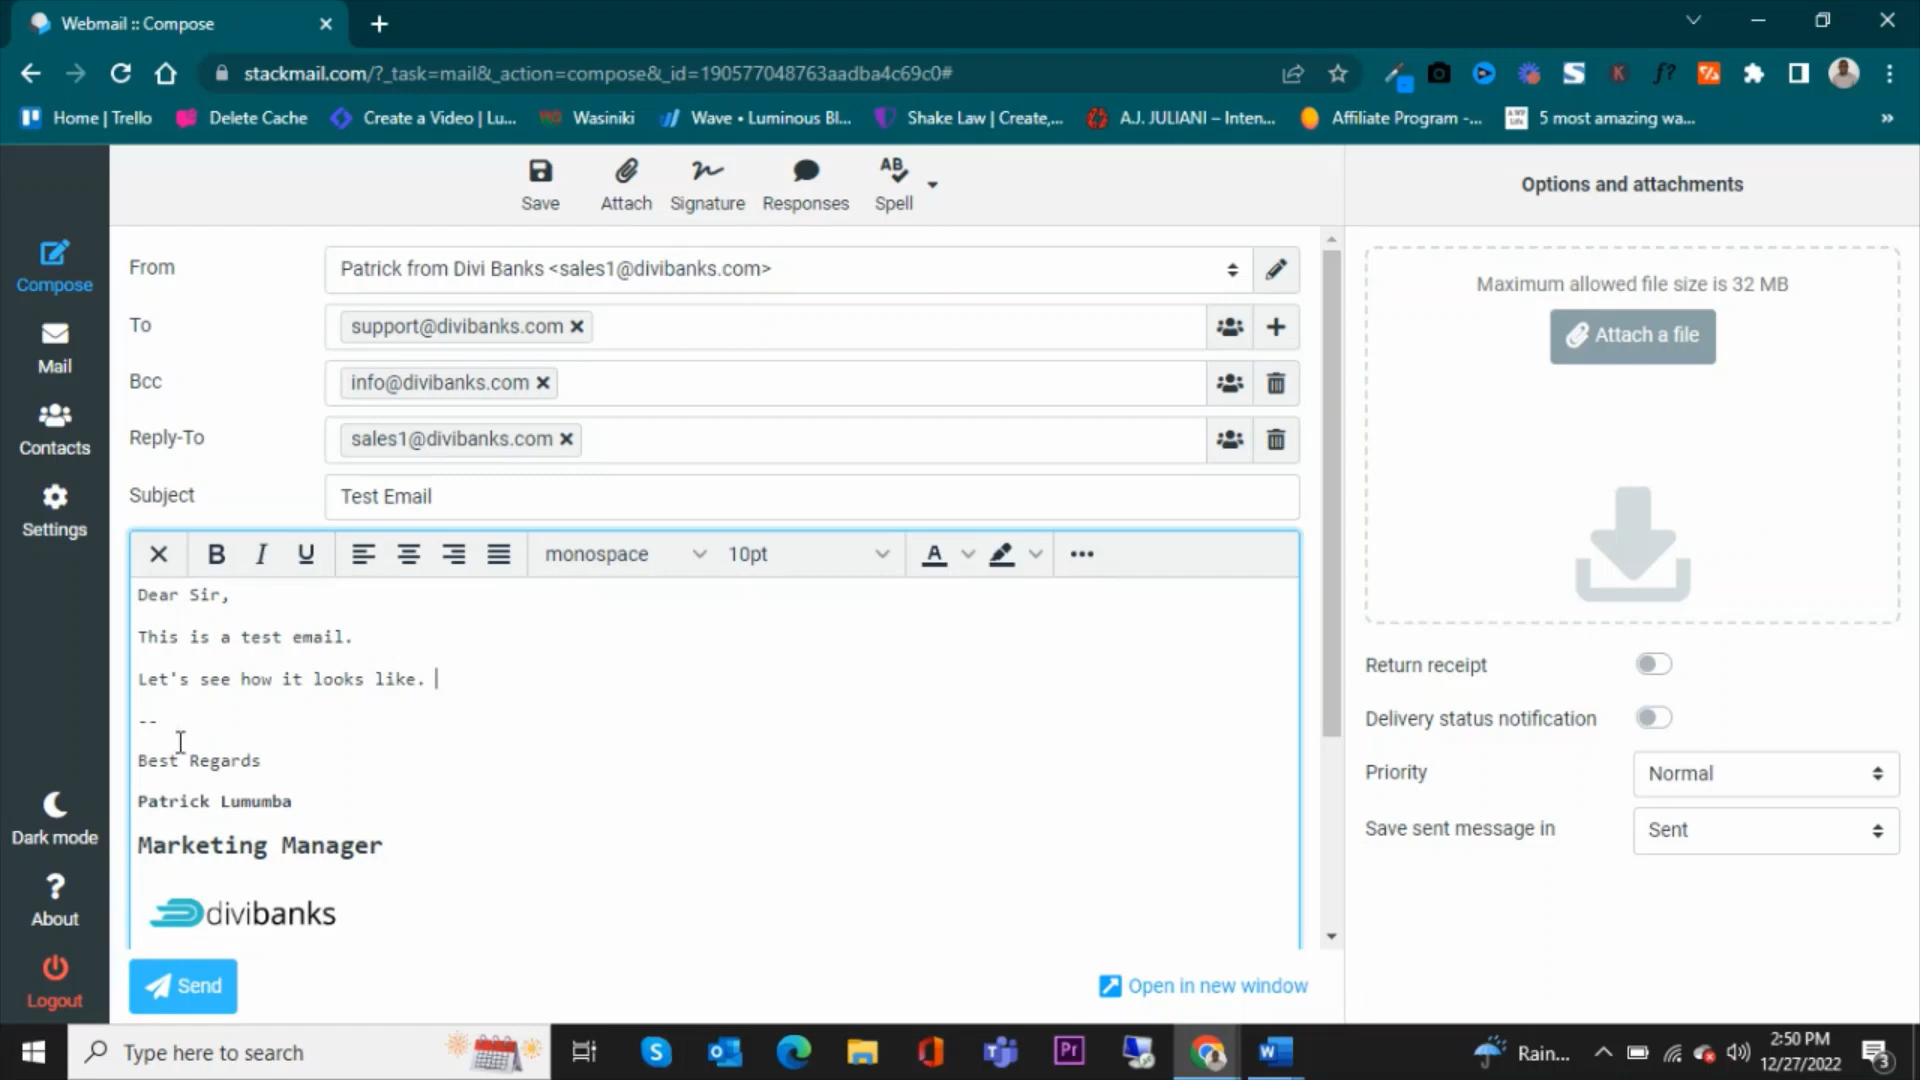 Webmail :: Compose
stackmail.com/?_task=mail&_action=compose&_id=190577048763aadba4c69c0#
Home | Trello
Delete Cache
Create a Video | Lu...
Wasiniki
Wave • Luminous Bl...
Shake Law | Create,...
A.J. JULIANI – Inten...
Affiliate Program -...
5 most amazing wa...
»
Save
Attach
Signature
Responses
AB
Spell
Options and attachments
Compose
Mail
Contacts
Settings
Dark mode
About
Logout
From
Patrick from Divi Banks <sales1@divibanks.com>
To
support@divibanks.com
Bcc
info@divibanks.com
Reply-To
sales1@divibanks.com
Subject
Test Email
B I U
monospace
10pt
A
Dear Sir,
This is a test email.
Let's see how it looks like.
--
Best Regards
Patrick Lumumba
Marketing Manager
divibanks
Send
Open in new window
Maximum allowed file size is 32 MB
Attach a file
Return receipt
Delivery status notification
Priority
Normal
Save sent message in
Sent
Type here to search
Rain...
2:50 PM
12/27/2022
3